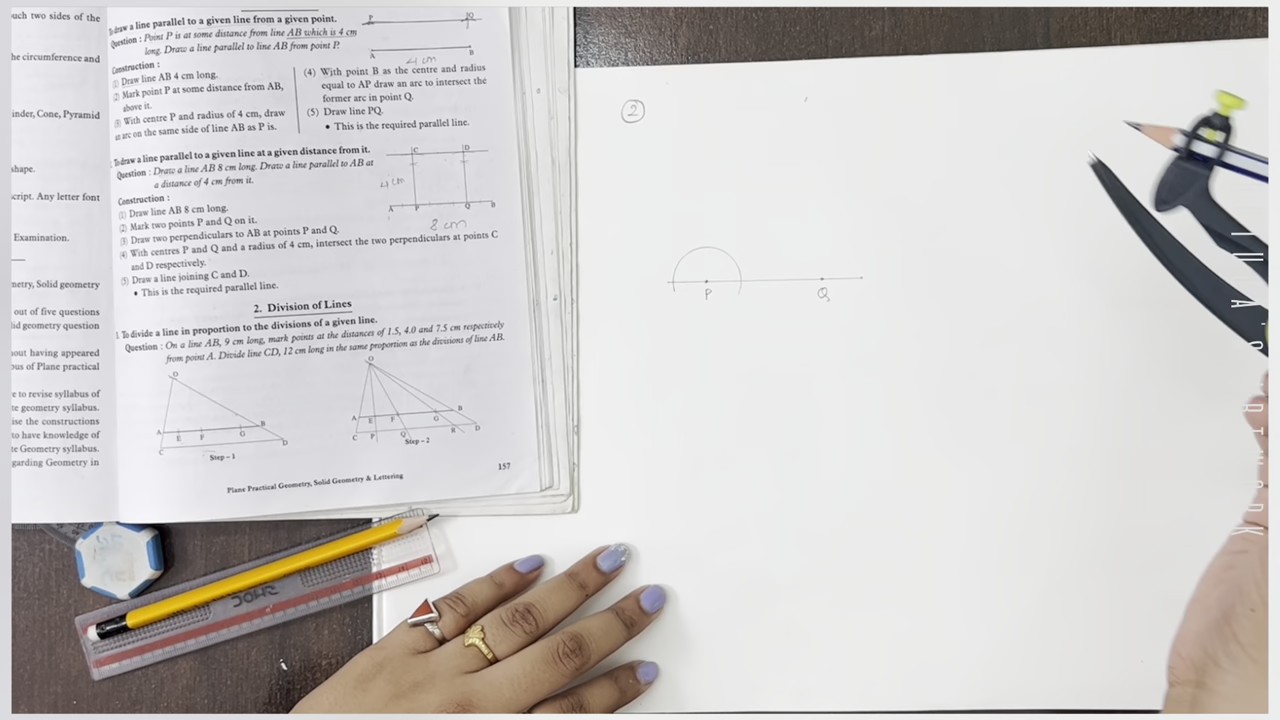 ach two sides of the
he circumference and
inder, Cone, Pyramid
shape.
script. Any letter font
Examination.
metry, Solid geometry
out of five questions
id geometry question
out having appeared
ous of Plane practical
e to revise syllabus of
te geometry syllabus.
ise the constructions
to have knowledge of
e Geometry syllabus.
garding Geometry in
To draw a line parallel to a given line from a given point.
Question : Point P is at some distance from line AB which is 4 cm
long. Draw a line parallel to line AB from point P.
P
A B
4 cm
Construction :
(1) Draw line AB 4 cm long.
(2) Mark point P at some distance from AB,
above it.
(3) With centre P and radius of 4 cm, draw
an arc on the same side of line AB as P is.
(4) With point B as the centre and radius
equal to AP draw an arc to intersect the
former arc in point Q.
(5) Draw line PQ.
• This is the required parallel line.
To draw a line parallel to a given line at a given distance from it.
Question : Draw a line AB 8 cm long. Draw a line parallel to AB at
a distance of 4 cm from it.
C D
4 cm
A P Q B
8 cm
Construction :
(1) Draw line AB 8 cm long.
(2) Mark two points P and Q on it.
(3) Draw two perpendiculars to AB at points P and Q.
(4) With centres P and Q and a radius of 4 cm, intersect the two perpendiculars at points C
and D respectively.
(5) Draw a line joining C and D.
• This is the required parallel line.
2. Division of Lines
1. To divide a line in proportion to the divisions of a given line.
Question : On a line AB, 9 cm long, mark points at the distances of 1.5, 4.0 and 7.5 cm respectively
from point A. Divide line CD, 12 cm long in the same proportion as the divisions of line AB.
O
A E F G B
C D
Step–1
O
A E F G B
C P Q R D
Step–2
157
Plane Practical Geometry, Solid Geometry & Lettering
2
P Q